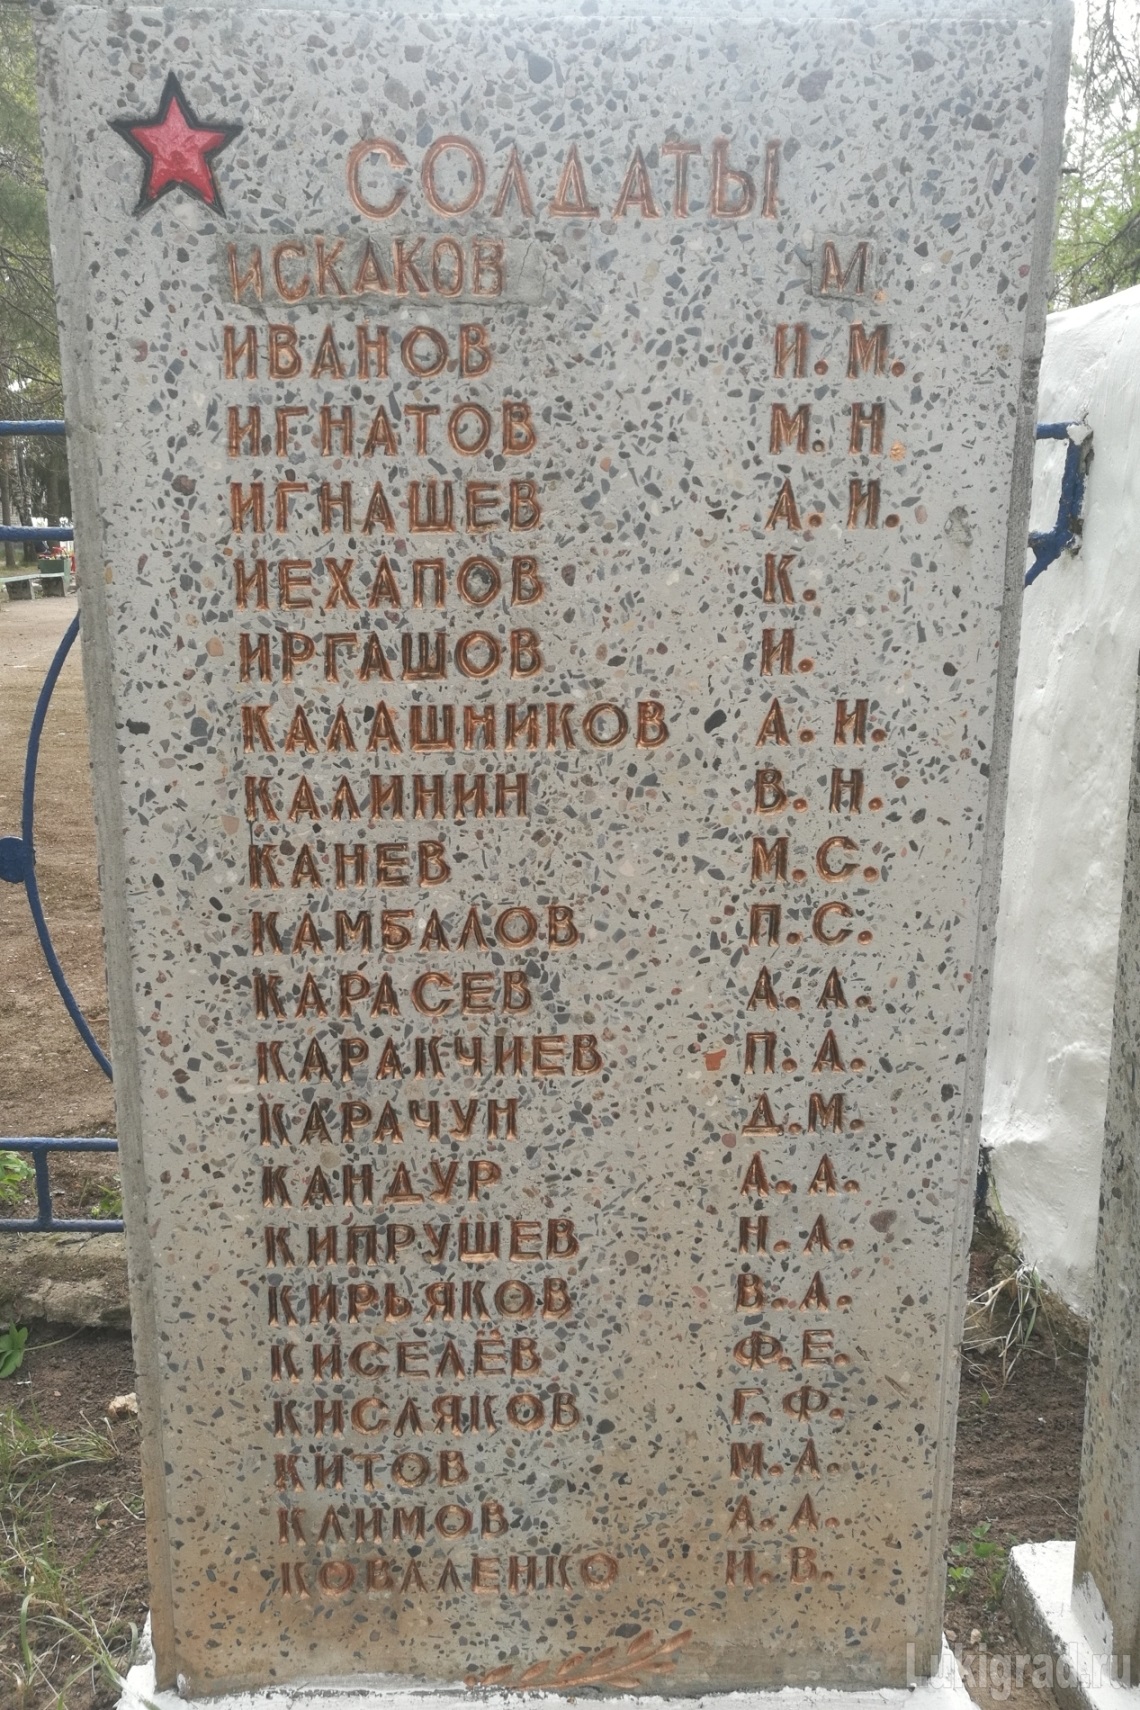 СОЛДАТЫ
ИСКАКОВ М.
ИВАНОВ И. М.
ИГНАТОВ М. Н.
ИГНАШЕВ А. И.
ИЕХАПОВ К.
ИРГАШОВ И.
КАЛАШНИКОВ А. И.
КАЛИНИН В. Н.
КАНЕВ М. С.
КАМБАЛОВ П. С.
КАРАСЕВ А. А.
КАРАКЧИЕВ П. А.
КАРАЧУН Д. М.
КАНДУР А. А.
КИПРУШЕВ Н. А.
КИРЬЯКОВ В. А.
КИСЕЛЁВ Ф. Е.
КИСЛЯКОВ Г. Ф.
КИТОВ М. А.
КЛИМОВ А. А.
КОВАЛЕНКО И. В.
Lukigrad.ru